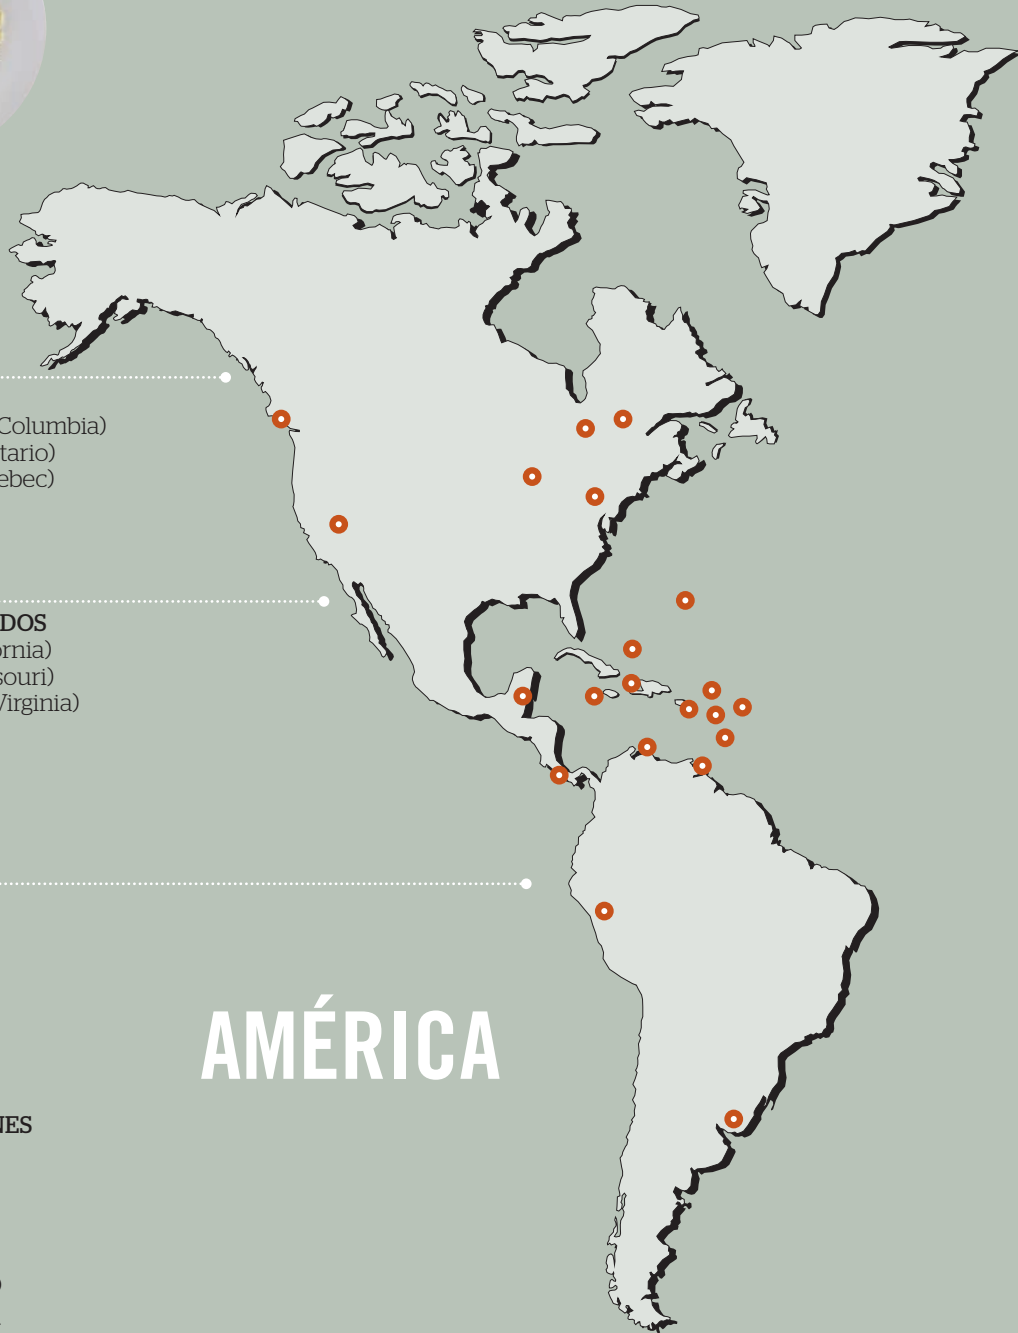 Columbia)
tario)
ebec)
DOS
ornia)
souri)
Virginia)
AMÉRICA
NES
)